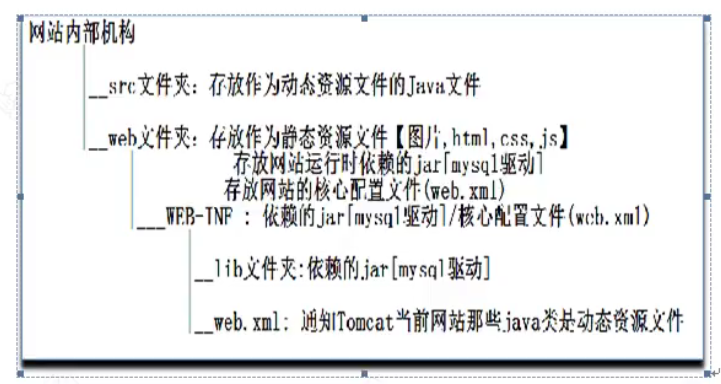 网站内部机构
__src文件夹: 存放作为动态资源文件的Java文件
__web文件夹: 存放作为静态资源文件【图片,html,css,js】
存放网站运行时依赖的jar[mysql驱动]
存放网站的核心配置文件(web.xml)
___WEB-INF : 依赖的jar[mysql驱动]/核心配置文件(web.xml)
__lib文件夹:依赖的jar[mysql驱动]
__web.xml: 通知Tomcat当前网站那些java类是动态资源文件